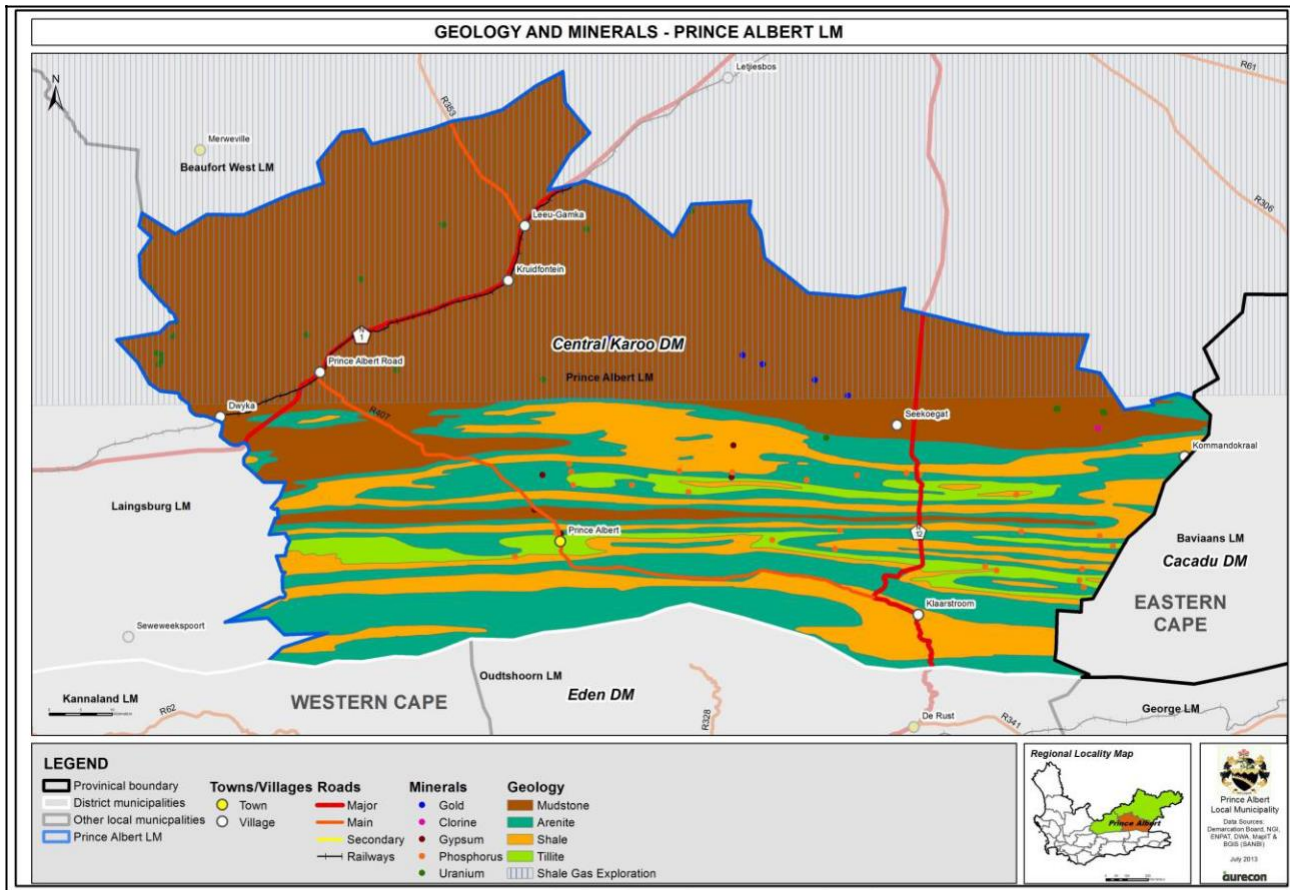 GEOLOGY AND MINERALS - PRINCE ALBERT LM
N
Letjiesbos
R61
R353
Merweville
Beaufort West LM
R306
Leeu-Gamka
Kruidfontein
N
1
Central Karoo DM
Prince Albert Road
Prince Albert LM
Dwyka
R407
Seekoegat
Kommandokraal
Laingsburg LM
Prince Albert
12
Baviaans LM
Cacadu DM
EASTERN
CAPE
Klaarstroom
Seweweekspoort
Oudtshoorn LM
Eden DM
Kannaland LM
WESTERN CAPE
R62
R328
De Rust
R341
George LM
LEGEND
Provinical boundary
District municipalities
Other local municpalities
Prince Albert LM
Towns/Villages
Town
Village
Roads
Major
Main
Secondary
Railways
Minerals
Gold
Clorine
Gypsum
Phosphorus
Uranium
Geology
Mudstone
Arenite
Shale
Tillite
Shale Gas Exploration
Regional Locality Map
Prince Albert
Prince Albert
Local Municipality
Data Sources:
Demarcation Board, NGI,
ENPAT, DWA, MapIT &
BGIS (SANBI)
July 2013
aurecon